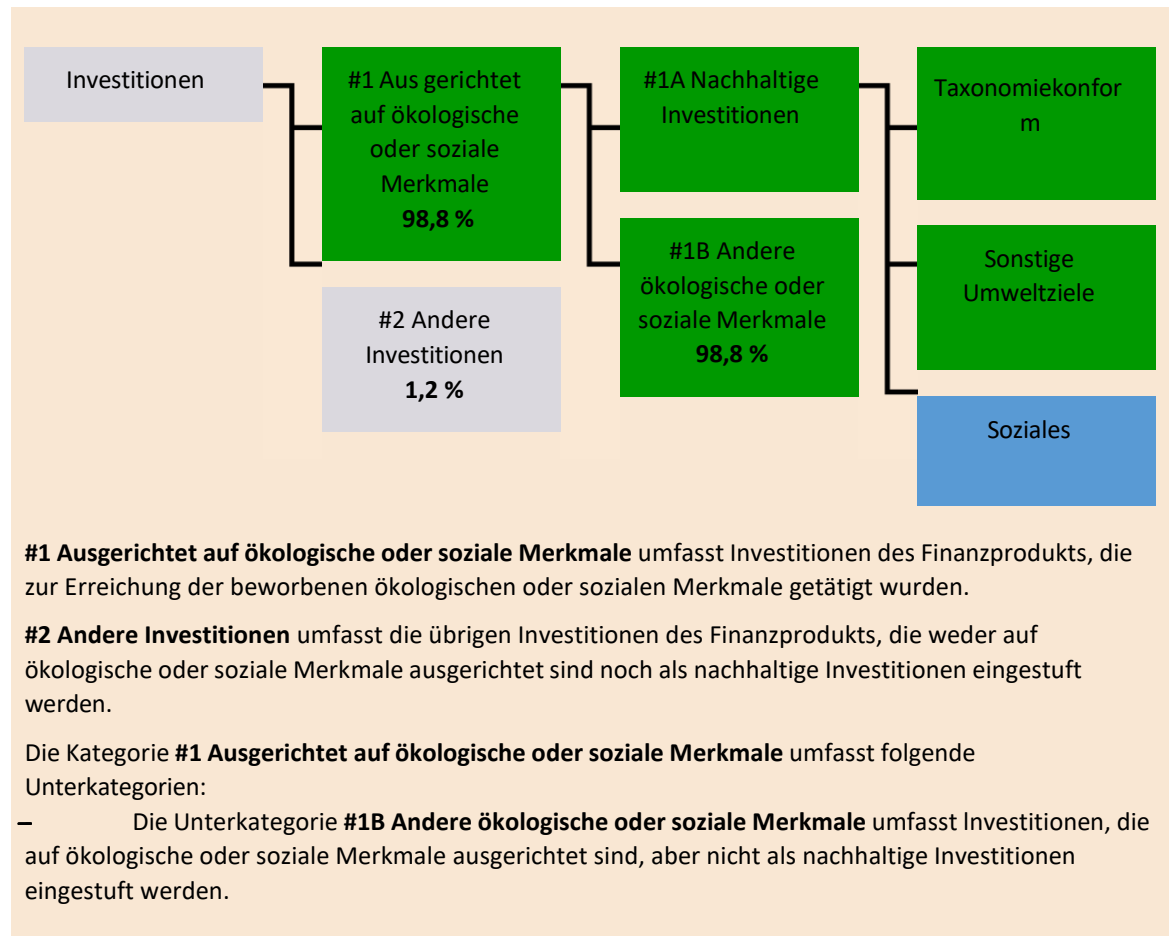 Investitionen
#1 Aus gerichtet
auf ökologische
oder soziale
Merkmale
98,8 %
#2 Andere
Investitionen
1,2 %
#1A Nachhaltige
Investitionen
#1B Andere
ökologische oder
soziale Merkmale
98,8 %
Taxonomiekonfor
m
Sonstige
Umweltziele
Soziales
#1 Ausgerichtet auf ökologische oder soziale Merkmale umfasst Investitionen des Finanzprodukts, die
zur Erreichung der beworbenen ökologischen oder sozialen Merkmale getätigt wurden.
#2 Andere Investitionen umfasst die übrigen Investitionen des Finanzprodukts, die weder auf
ökologische oder soziale Merkmale ausgerichtet sind noch als nachhaltige Investitionen eingestuft
werden.
Die Kategorie #1 Ausgerichtet auf ökologische oder soziale Merkmale umfasst folgende
Unterkategorien:
– Die Unterkategorie #1B Andere ökologische oder soziale Merkmale umfasst Investitionen, die
auf ökologische oder soziale Merkmale ausgerichtet sind, aber nicht als nachhaltige Investitionen
eingestuft werden.